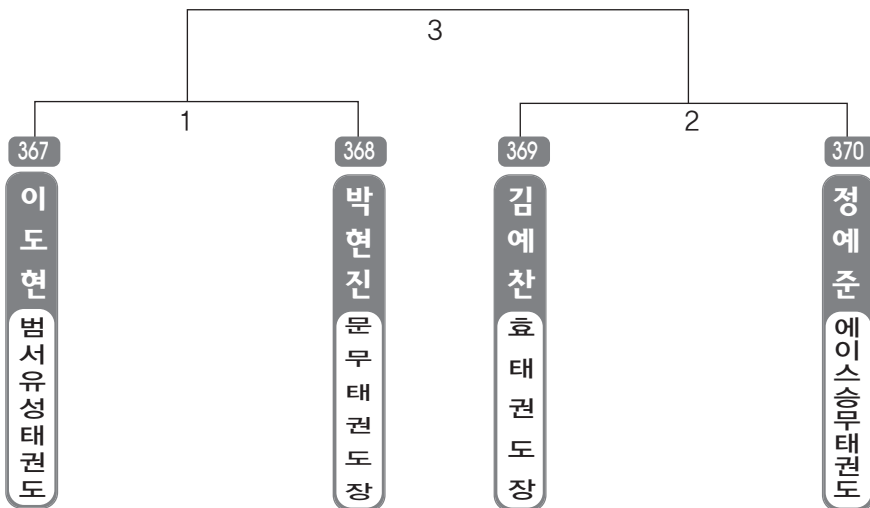 3
1
2
367
368
369
370
이도현
박현진
김예찬
정예준
범서유성태권도
문무태권도장
효태권도장
에이스승무태권도